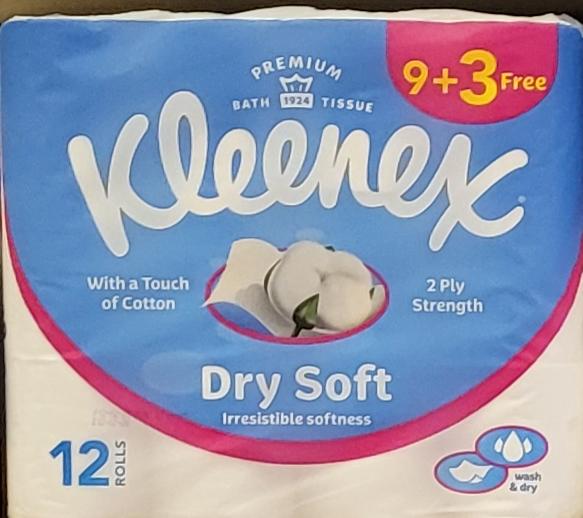 PREMIUM
BATH 1924 TISSUE
9+3 Free
Kleenex
With a Touch
of Cotton
2 Ply
Strength
Dry Soft
Irresistible softness
12 ROLLS
wash
& dry